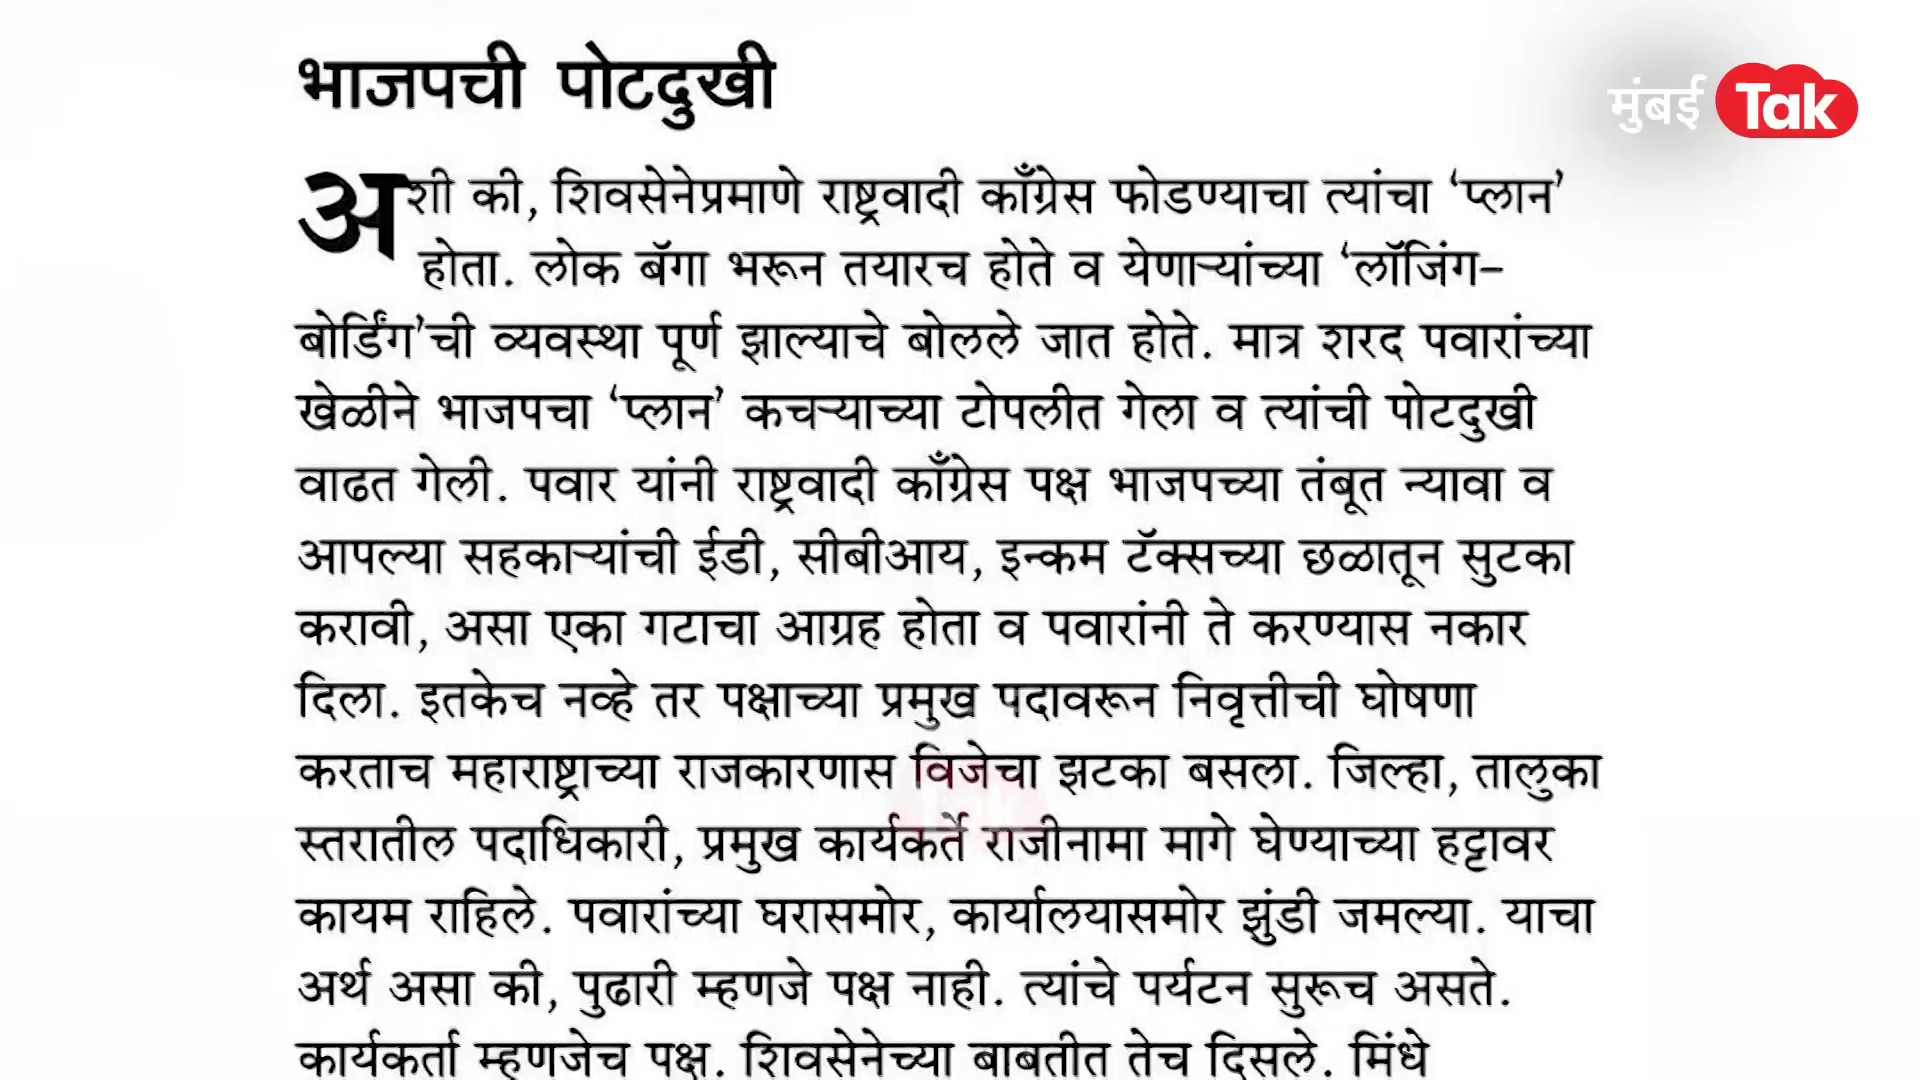 भाजपची पोटदुखी
मुंबई Tak
अशी की, शिवसेनेप्रमाणे राष्ट्रवादी काँग्रेस फोडण्याचा त्यांचा ‘प्लान’
होता. लोक बॅगा भरून तयारच होते व येणाऱ्यांच्या ‘लॉजिंग–
बोर्डिंग’ची व्यवस्था पूर्ण झाल्याचे बोलले जात होते. मात्र शरद पवारांच्या
खेळीने भाजपचा ‘प्लान’ कचऱ्याच्या टोपलीत गेला व त्यांची पोटदुखी
वाढत गेली. पवार यांनी राष्ट्रवादी काँग्रेस पक्ष भाजपच्या तंबूत न्यावा व
आपल्या सहकाऱ्यांची ईडी, सीबीआय, इन्कम टॅक्सच्या छळातून सुटका
करावी, असा एका गटाचा आग्रह होता व पवारांनी ते करण्यास नकार
दिला. इतकेच नव्हे तर पक्षाच्या प्रमुख पदावरून निवृत्तीची घोषणा
करताच महाराष्ट्राच्या राजकारणास विजेचा झटका बसला. जिल्हा, तालुका
स्तरातील पदाधिकारी, प्रमुख कार्यकर्ते राजीनामा मागे घेण्याच्या हट्टावर
कायम राहिले. पवारांच्या घरासमोर, कार्यालयासमोर झुंडी जमल्या. याचा
अर्थ असा की, पुढारी म्हणजे पक्ष नाही. त्यांचे पर्यटन सुरूच असते.
कार्यकर्ता म्हणजेच पक्ष. शिवसेनेच्या बाबतीत तेच दिसले. मिंधे